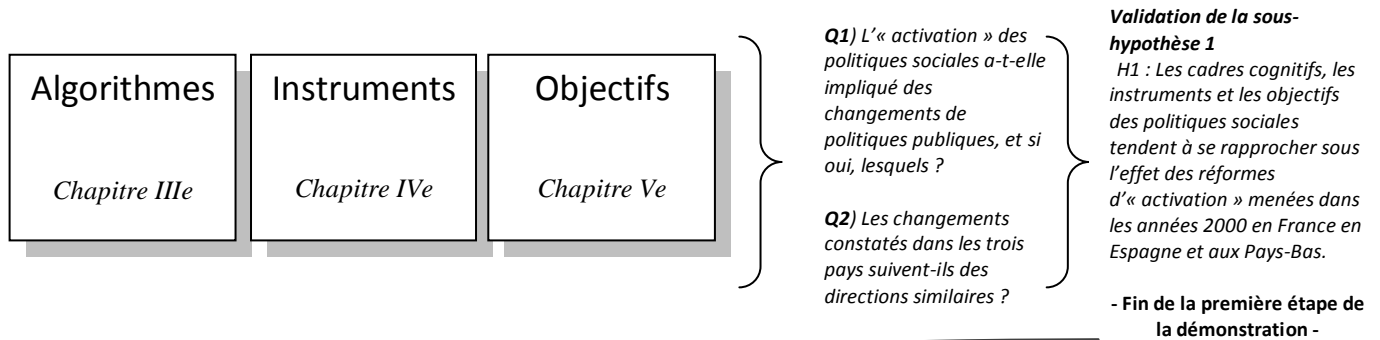 Algorithmes
Chapitre IIIe
Instruments
Chapitre IVe
Objectifs
Chapitre Ve
Q1) L’« activation » des
politiques sociales a-t-elle
impliqué des
changements de
politiques publiques, et si
oui, lesquels ?
Q2) Les changements
constatés dans les trois
pays suivent-ils des
directions similaires ?
Validation de la sous-
hypothèse 1
H1 : Les cadres cognitifs, les
instruments et les objectifs
des politiques sociales
tendent à se rapprocher sous
l’effet des réformes
d’« activation » menées dans
les années 2000 en France en
Espagne et aux Pays-Bas.
- Fin de la première étape de
la démonstration -